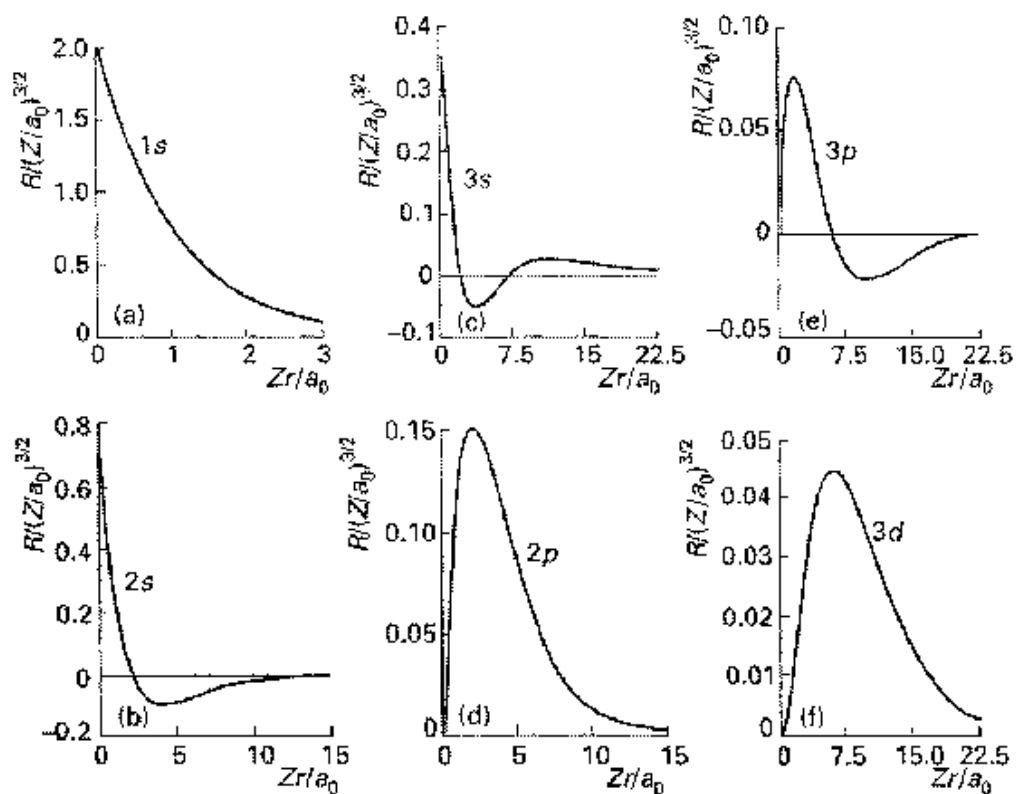 R/(Z/a₀)^3/2
2.0
1.5
1.0
0.5
0
1s
(a)
0 1 2 3
Zr/a₀
R/(Z/a₀)^3/2
0.4
0.3
0.2
0.1
0
−0.1
3s
(c)
0 7.5 15.0 22.5
Zr/a₀
R/(Z/a₀)^3/2
0.10
0.05
0
−0.05
3p
(e)
0 7.5 15.0 22.5
Zr/a₀
R/(Z/a₀)^3/2
0.8
0.6
0.4
0.2
0
−0.2
2s
(b)
0 5 10 15
Zr/a₀
R/(Z/a₀)^3/2
0.15
0.10
0.05
0
2p
(d)
0 5 10 15
Zr/a₀
R/(Z/a₀)^3/2
0.05
0.04
0.03
0.02
0.01
0
3d
(f)
0 7.5 15.0 22.5
Zr/a₀